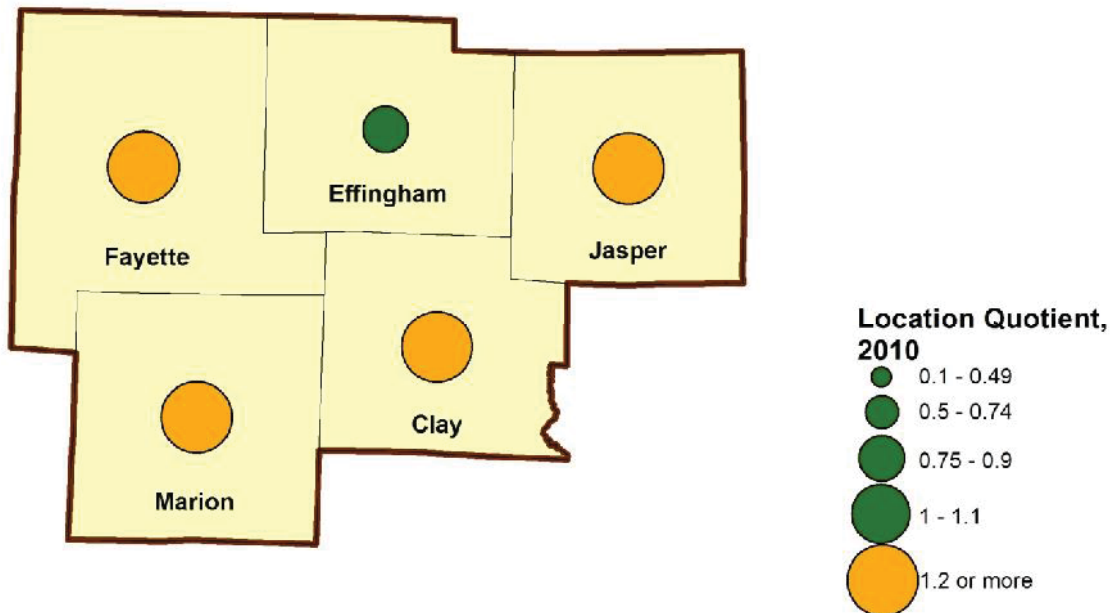 Effingham
Jasper
Fayette
Clay
Marion
Location Quotient,
2010
0.1 - 0.49
0.5 - 0.74
0.75 - 0.9
1 - 1.1
1.2 or more